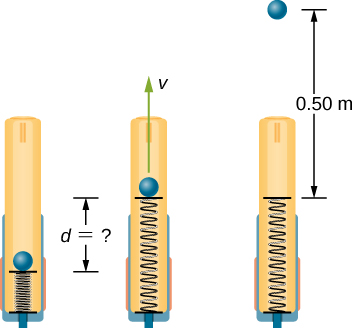 v
0.50 m
d = ?